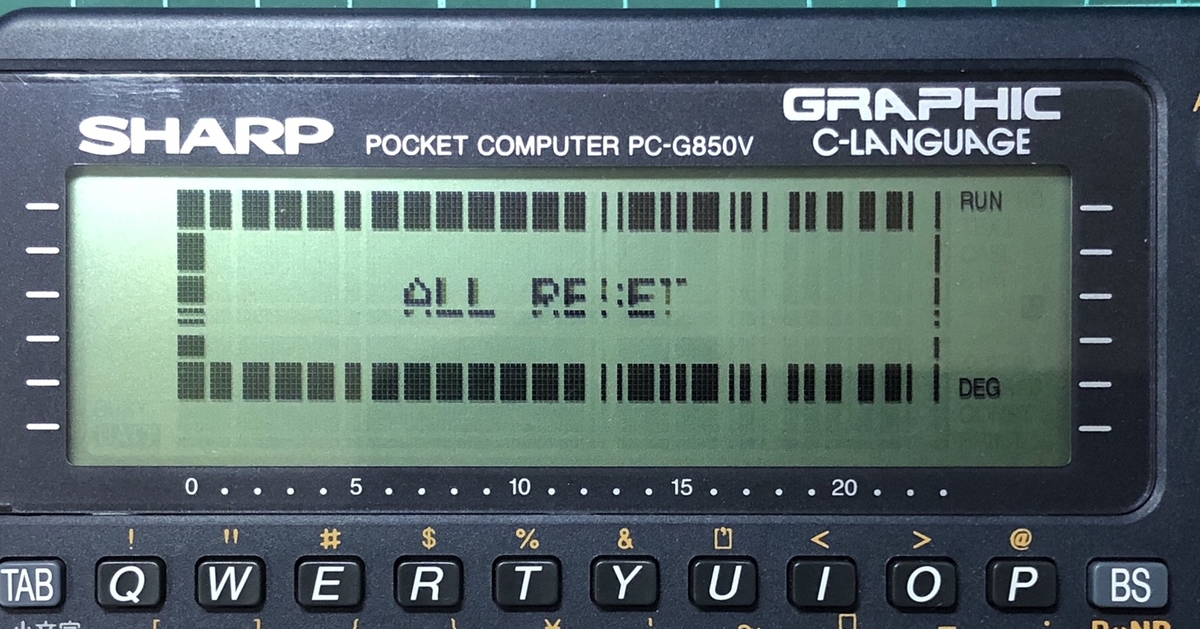 GRAPHIC
SHARP POCKET COMPUTER PC-G850V C-LANGUAGE
RUN
ALL RESET
DEG
0 . . . . 5 . . . . 10 . . . . 15 . . . . 20 . . .
! " # $ % & < > @
TAB Q W E R T Y U I O P BS